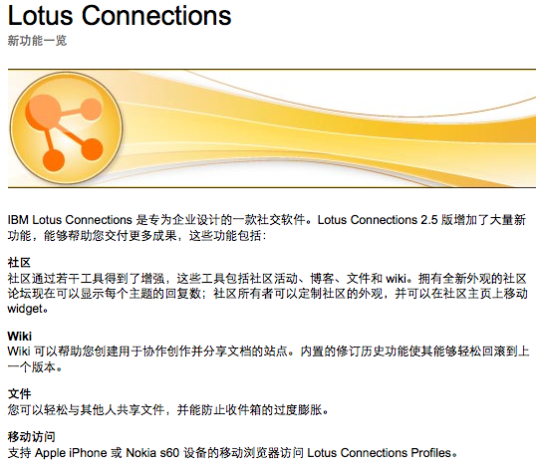 Lotus Connections
新功能一览
IBM Lotus Connections 是专为企业设计的一款社交软件。Lotus Connections 2.5 版增加了大量新
功能，能够帮助您交付更多成果，这些功能包括：
社区
社区通过若干工具得到了增强，这些工具包括社区活动、博客、文件和 wiki。拥有全新外观的社区
论坛现在可以显示每个主题的回复数；社区所有者可以定制社区的外观，并可以在社区主页上移动
widget。
Wiki
Wiki 可以帮助您创建用于协作创作并分享文档的站点。内置的修订历史功能使其能够轻松回滚到上
一个版本。
文件
您可以轻松与其他人共享文件，并能防止收件箱的过度膨胀。
移动访问
支持 Apple iPhone 或 Nokia s60 设备的移动浏览器访问 Lotus Connections Profiles。